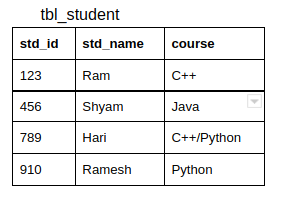 tbl_student
std_id std_name course
123 Ram C++
456 Shyam Java
789 Hari C++/Python
910 Ramesh Python